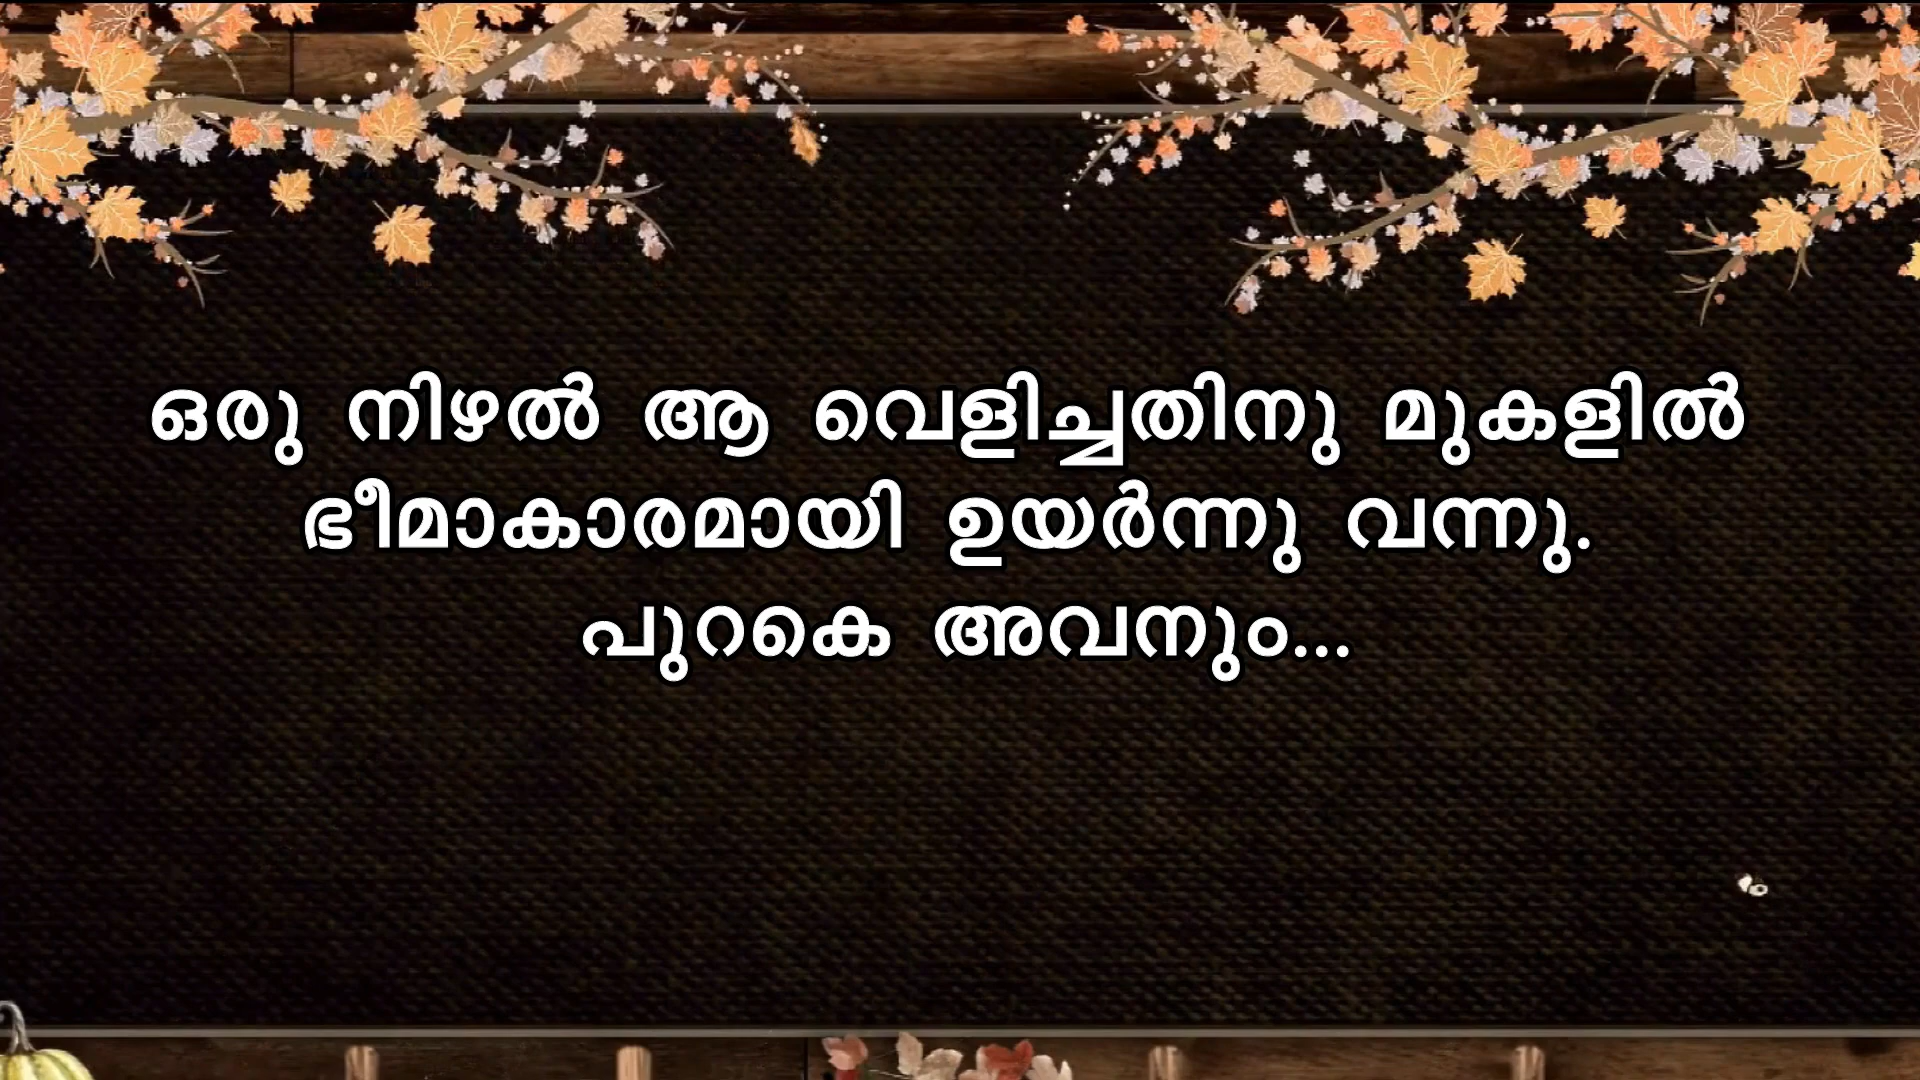 ഒരു നിഴൽ ആ വെളിച്ചതിനു മുകളിൽ
ഭീമാകാരമായി ഉയർന്നു വന്നു.
പുറകെ അവനും...